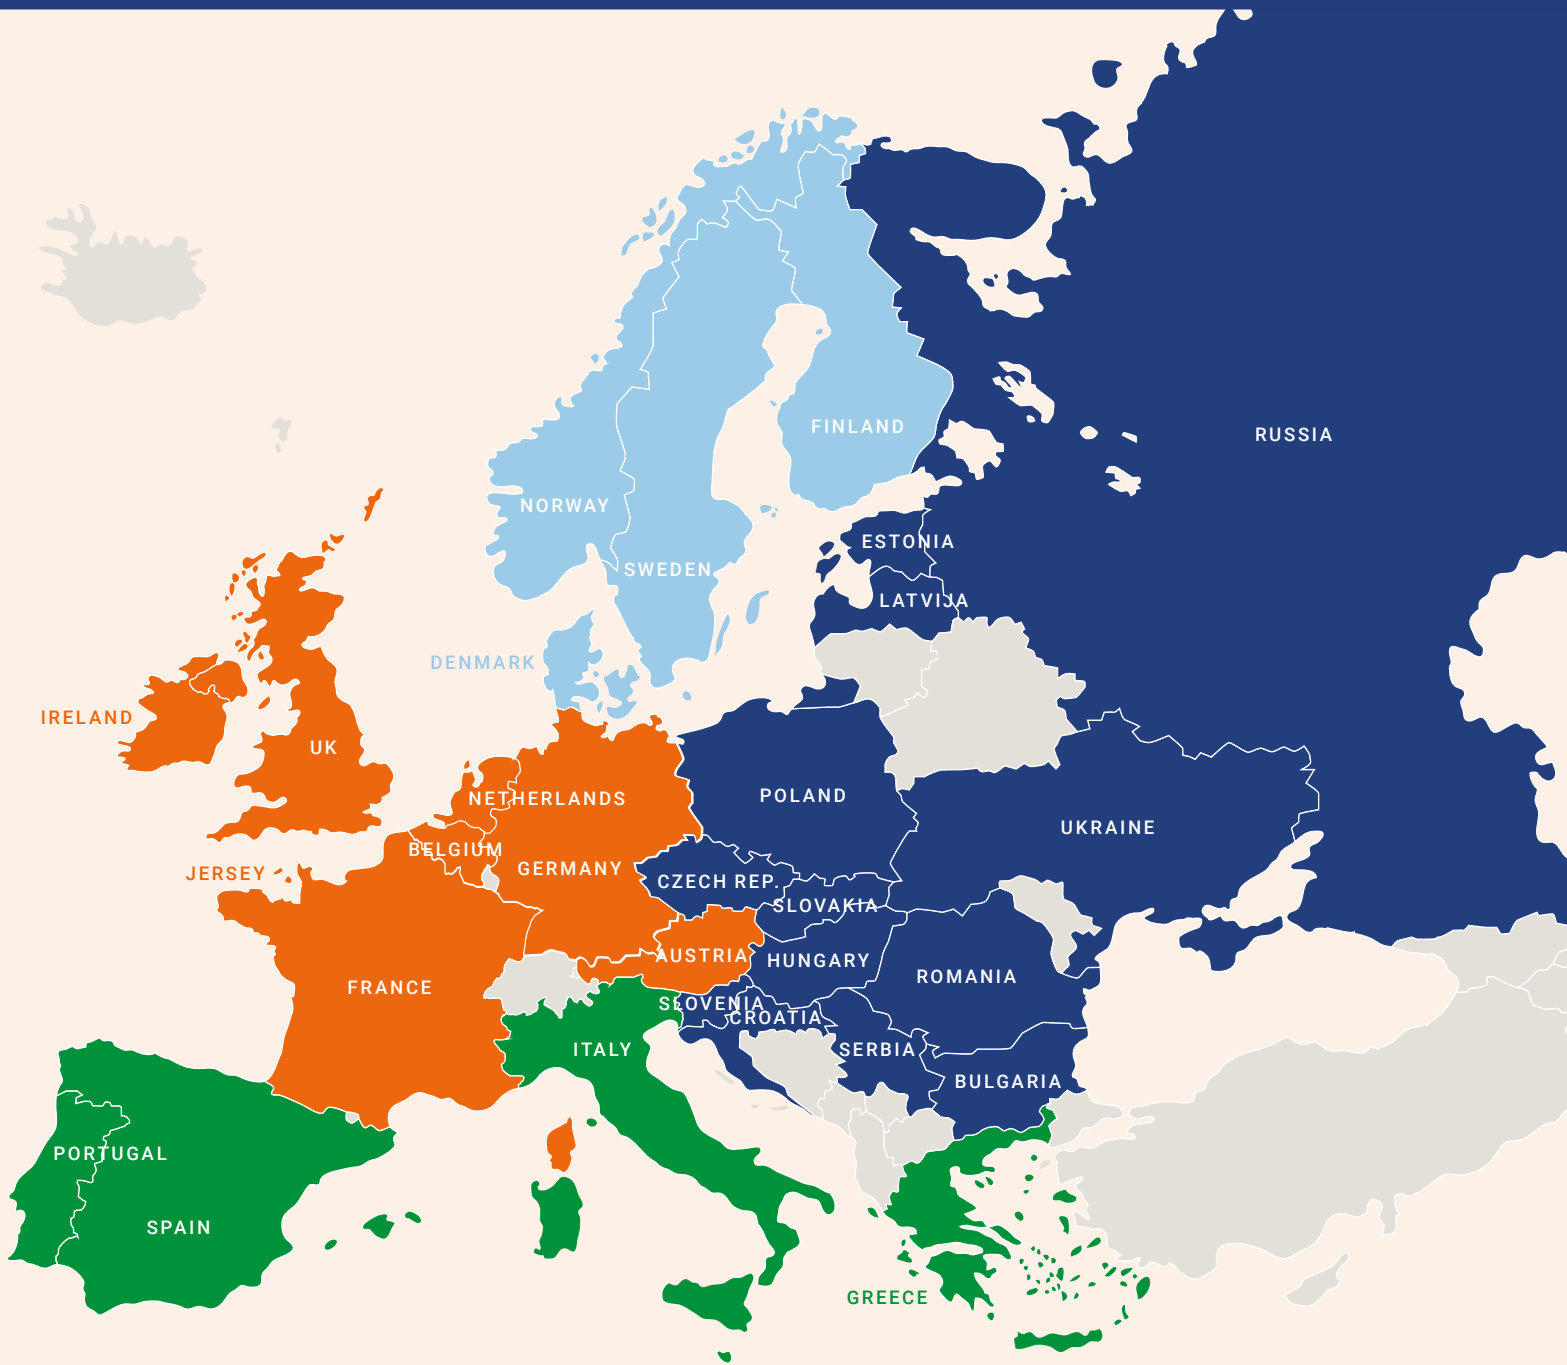 FINLAND
RUSSIA
NORWAY
ESTONIA
SWEDEN
LATVIJA
DENMARK
IRELAND
UK
POLAND
NETHERLANDS
UKRAINE
BELGIUM
GERMANY
JERSEY
CZECH REP.
SLOVAKIA
AUSTRIA
HUNGARY
ROMANIA
FRANCE
SLOVENIA
CROATIA
ITALY
SERBIA
BULGARIA
PORTUGAL
SPAIN
GREECE